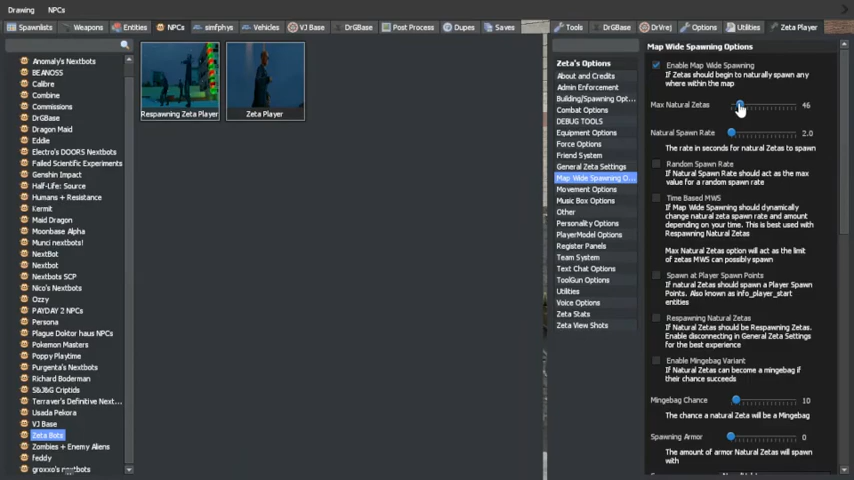 Drawing
NPCs
Spawnlists
Weapons
Entities
NPCs
simfphys
Vehicles
VJ Base
DrGBase
Post Process
Dupes
Saves
Tools
DrGBase
DrVrej
Options
Utilities
Zeta Player
Anomaly's Nextbots
BEANOSS
Calibre
Combine
Commissions
DrGBase
Dragon Maid
Eddie
Electro's DOORS Nextbots
Failed Scientific Experiments
Genshin Impact
Half-Life: Source
Humans + Resistance
Kermit
Maid Dragon
Moonbase Alpha
Munci nextbots!
NextBot
Nextbot
Nextbots SCP
Nico's Nextbots
Ozzy
PAYDAY 2 NPCs
Persona
Plague Doktor haus NPCs
Pokemon Masters
Poppy Playtime
Purgenta's Nextbots
Richard Boderman
S&J&G Criptids
Terraver's Definitive Nextw...
Usada Pekora
VJ Base
Zeta Bots
Zombies + Enemy Aliens
feddy
groxxo's nextbots
Respawning Zeta Player
Zeta Player
Zeta's Options
About and Credits
Admin Enforcement
Building/Spawning Opt...
Combat Options
DEBUG TOOLS
Equipment Options
Force Options
Friend System
General Zeta Settings
Map Wide Spawning O...
Movement Options
Music Box Options
Other
Personality Options
PlayerModel Options
Register Panels
Team System
Text Chat Options
ToolGun Options
Utilities
Voice Options
Zeta Stats
Zeta View Shots
Map Wide Spawning Options
Enable Map Wide Spawning
If Zetas should begin to naturally spawn any
where within the map
Max Natural Zetas 46
Natural Spawn Rate 2.0
The rate in seconds for natural Zetas to spawn
Random Spawn Rate
If Natural Spawn Rate should act as the max
value for a random spawn rate
Time Based MWS
If Map Wide Spawning should dynamically
change natural zeta spawn rate and amount
depending on your time. This is best used with
Respawning Natural Zetas
Max Natural Zetas option will act as the limit
of zetas MWS can possibly spawn
Spawn at Player Spawn Points
If natural Zetas should spawn a Player Spawn
Points. Also known as info_player_start
entities
Respawning Natural Zetas
If Natural Zetas should be Respawning Zetas.
Enable disconnecting in General Zeta Settings
for the best experience
Enable Mingebag Variant
If Natural Zetas can become a mingebag if
their chance succeeds
Mingebag Chance 10
The chance a natural Zeta will be a Mingebag
Spawning Armor 0
The amount of armor Natural Zetas will spawn
with